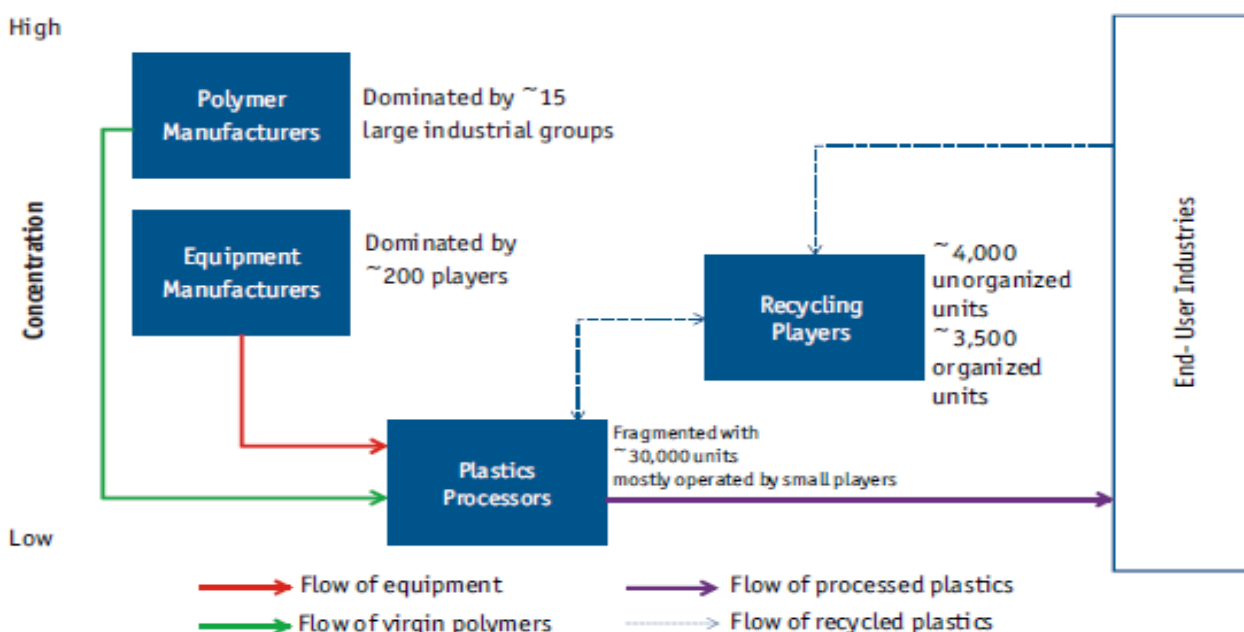 High
Polymer
Manufacturers
Dominated by ~15
large industrial groups
Concentration
Equipment
Manufacturers
Dominated by
~200 players
Recycling
Players
~4,000
unorganized
units
~3,500
organized
units
End- User Industries
Plastics
Processors
Fragmented with
~30,000 units
mostly operated by small players
Low
Flow of equipment
Flow of processed plastics
Flow of virgin polymers
Flow of recycled plastics